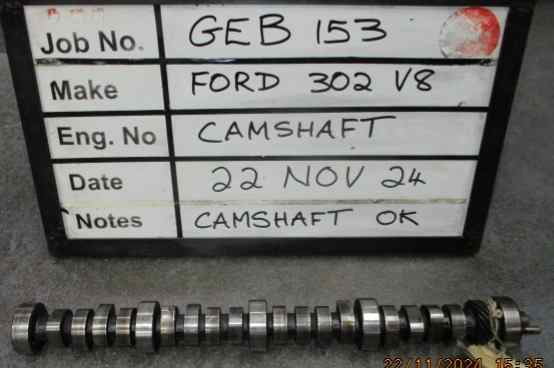 Job No. GEB 153
Make FORD 302 V8
Eng. No CAMSHAFT
Date 22 NOV 24
Notes CAMSHAFT OK
22/11/2024 15:35